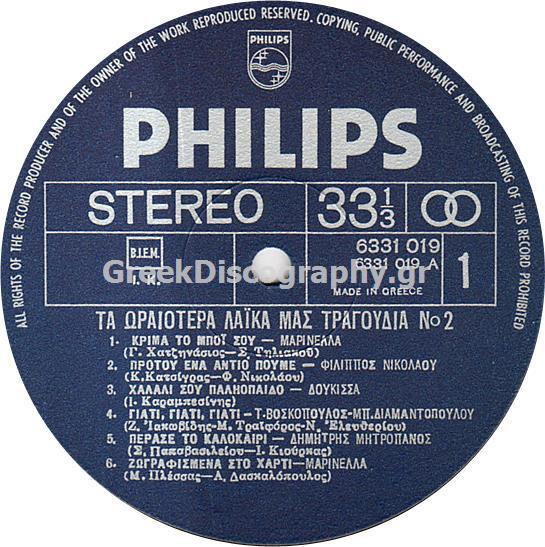 ALL RIGHTS OF THE RECORD PRODUCER AND OF THE OWNER OF THE WORK REPRODUCED RESERVED. COPYING, PUBLIC PERFORMANCE AND BROADCASTING OF THIS RECORD PROHIBITED
PHILIPS
PHILIPS
STEREO 33 1/3
B.I.E.M. 6331 019
6331 019 A 1
GreekDiscography.gr
MADE IN GREECE
ΤΑ ΩΡΑΙΟΤΕΡΑ ΛΑΪΚΑ ΜΑΣ ΤΡΑΓΟΥΔΙΑ Νο 2
1. ΚΡΙΜΑ ΤΟ ΜΠΟΪ ΣΟΥ — ΜΑΡΙΝΕΛΛΑ
(Γ. Χατζηνάσιος—Σ. Τηλιακού)
2. ΠΡΟΤΟΥ ΕΝΑ ΑΝΤΙΟ ΠΟΥΜΕ — ΦΙΛΙΠΠΟΣ ΝΙΚΟΛΑΟΥ
(Κ.Κατσίγρας—Φ. Νικολάου)
3. ΧΑΛΑΛΙ ΣΟΥ ΠΑΛΗΟΠΑΙΔΟ — ΔΟΥΚΙΣΣΑ
(Ι. Καραμπεσίνης)
4. ΓΙΑΤΙ, ΓΙΑΤΙ, ΓΙΑΤΙ — Τ.ΒΟΣΚΟΠΟΥΛΟΣ—ΜΠ.ΔΙΑΜΑΝΤΟΠΟΥΛΟΥ
(Ζ. Ιακωβίδης—Μ. Τραϊφόρος—Ν. Ἐλευθερίου)
5. ΠΕΡΑΣΕ ΤΟ ΚΑΛΟΚΑΙΡΙ — ΔΗΜΗΤΡΗΣ ΜΗΤΡΟΠΑΝΟΣ
(Σ. Παπαβασιλείου—Ι. Κιούρκας)
6. ΖΩΓΡΑΦΙΣΜΕΝΑ ΣΤΟ ΧΑΡΤΙ—ΜΑΡΙΝΕΛΛΑ
(Μ. Πλέσσας—Α. Δασκαλόπουλος)